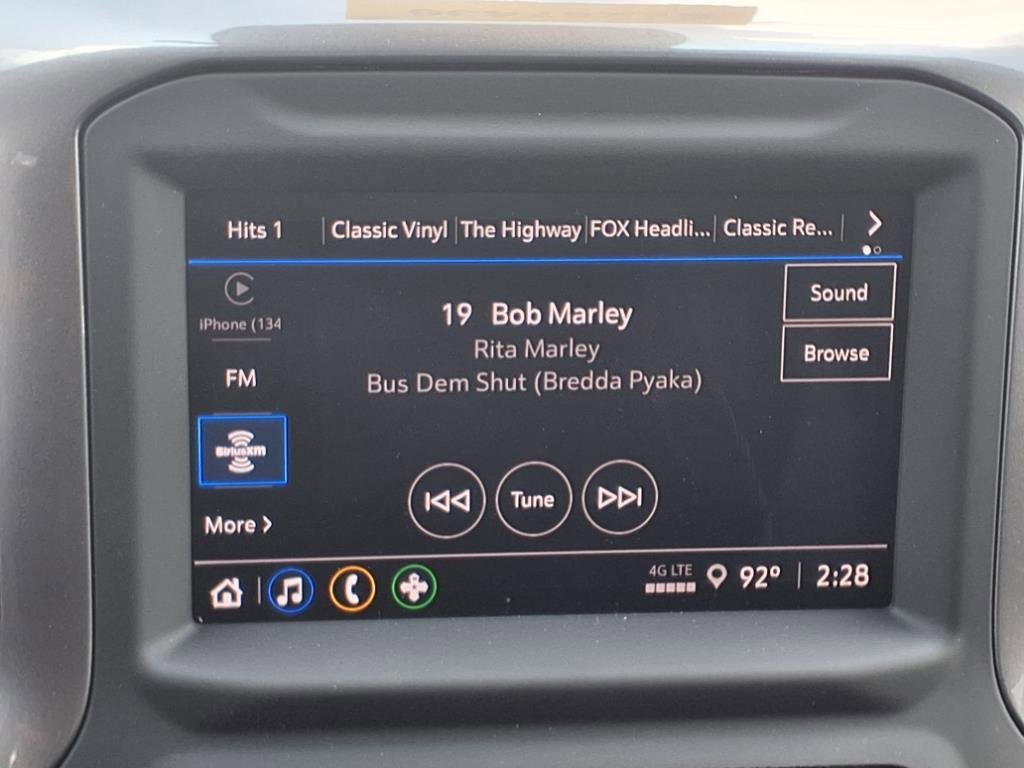 Hits 1 Classic Vinyl The Highway FOX Headli... Classic Re...
iPhone (134
FM
SiriusXM
More
19 Bob Marley
Rita Marley
Bus Dem Shut (Bredda Pyaka)
Sound
Browse
Tune
4G LTE
92° 2:28